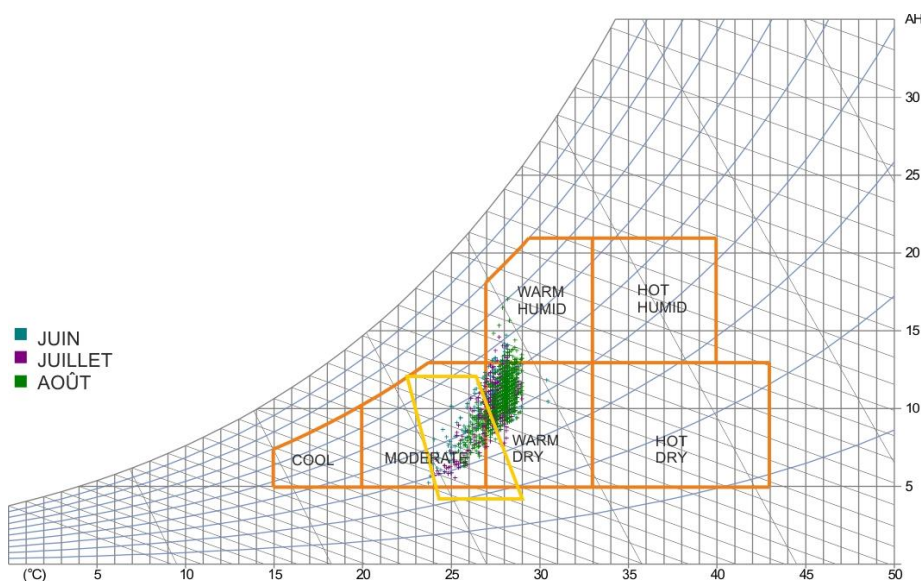 AH
30
25
20
15
10
5
WARM
HUMID
HOT
HUMID
JUIN
JUILLET
AOÛT
COOL
MODERATE
WARM
DRY
HOT
DRY
(°C) 5 10 15 20 25 30 35 40 45 50